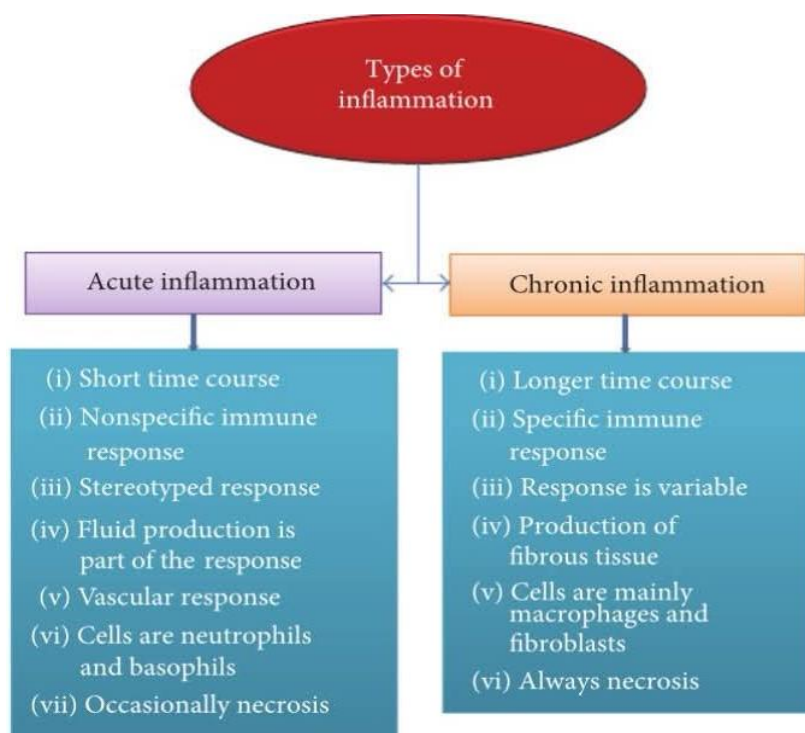 Types of
inflammation
Acute inflammation
(i) Short time course
(ii) Nonspecific immune
response
(iii) Stereotyped response
(iv) Fluid production is
part of the response
(v) Vascular response
(vi) Cells are neutrophils
and basophils
(vii) Occasionally necrosis
Chronic inflammation
(i) Longer time course
(ii) Specific immune
response
(iii) Response is variable
(iv) Production of
fibrous tissue
(v) Cells are mainly
macrophages and
fibroblasts
(vi) Always necrosis